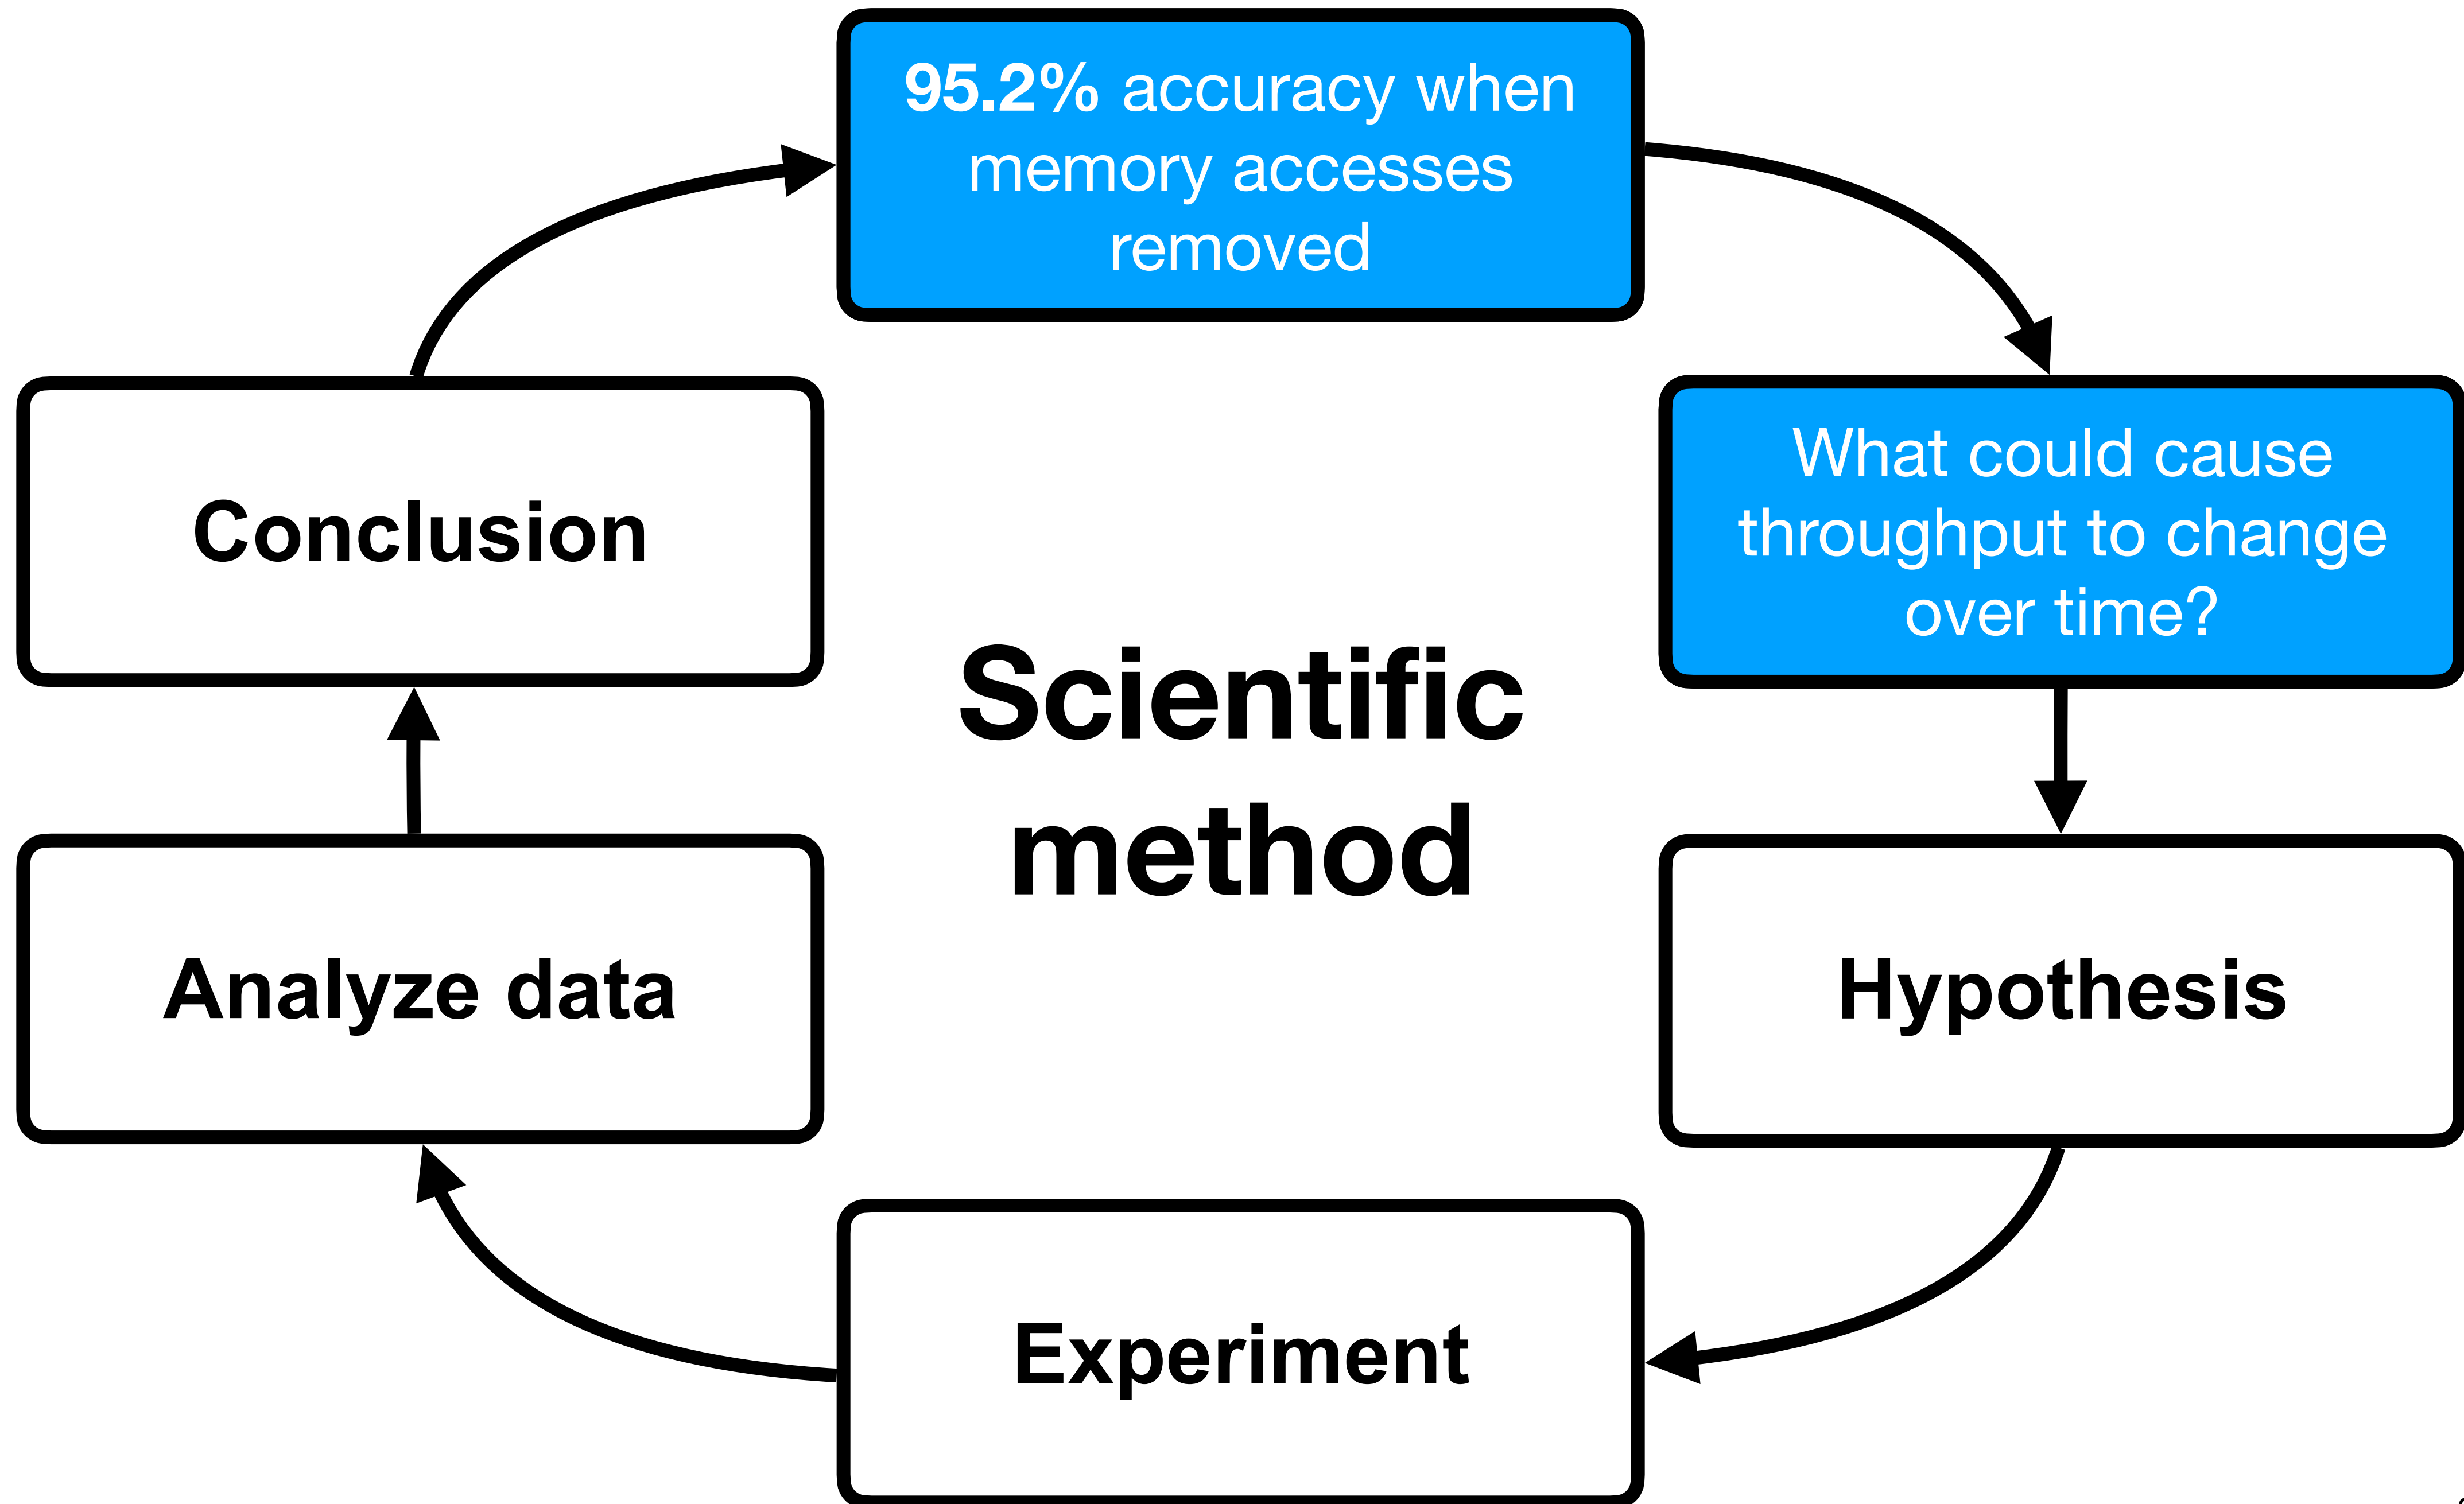 95.2% accuracy when
memory accesses
removed
What could cause
throughput to change
over time?
Hypothesis
Experiment
Analyze data
Conclusion
Scientific
method